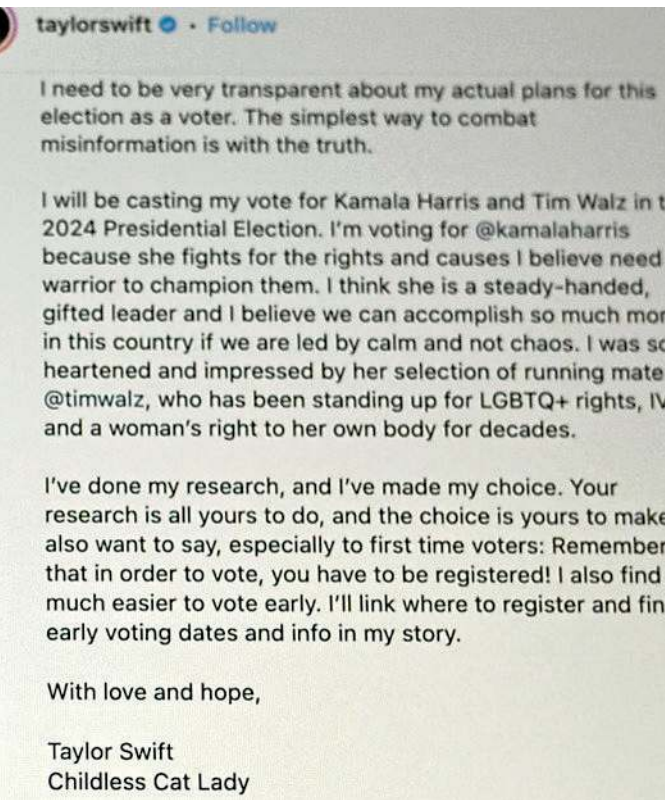 taylorswift • Follow
I need to be very transparent about my actual plans for this
election as a voter. The simplest way to combat
misinformation is with the truth.
I will be casting my vote for Kamala Harris and Tim Walz in
2024 Presidential Election. I’m voting for @kamalaharris
because she fights for the rights and causes I believe need
warrior to champion them. I think she is a steady-handed,
gifted leader and I believe we can accomplish so much
in this country if we are led by calm and not chaos. I was
heartened and impressed by her selection of running mate
@timwalz, who has been standing up for LGBTQ+ rights,
and a woman’s right to her own body for decades.
I’ve done my research, and I’ve made my choice. Your
research is all yours to do, and the choice is yours to make
also want to say, especially to first time voters: Remember
that in order to vote, you have to be registered! I also find
much easier to vote early. I’ll link where to register and
early voting dates and info in my story.
With love and hope,
Taylor Swift
Childless Cat Lady